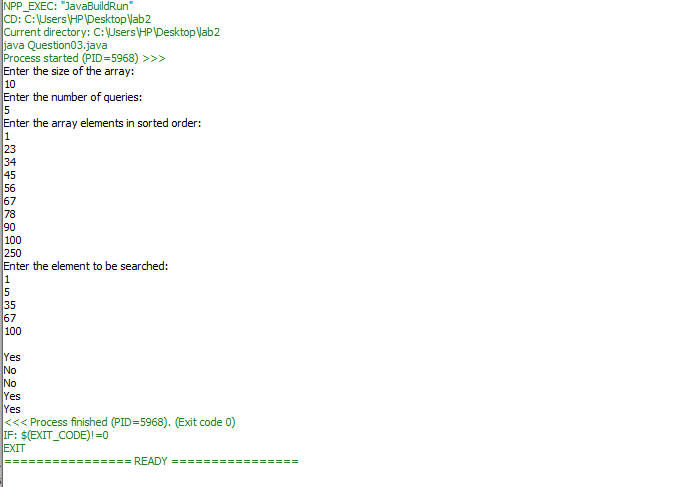 NPP_EXEC: "JavaBuildRun"
CD: C:\Users\HP\Desktop\lab2
Current directory: C:\Users\HP\Desktop\lab2
java Question03.java
Process started (PID=5968) >>>
Enter the size of the array:
10
Enter the number of queries:
5
Enter the array elements in sorted order:
1
23
34
45
56
67
78
90
100
250
Enter the element to be searched:
1
5
35
67
100

Yes
No
No
Yes
Yes
<<< Process finished (PID=5968). (Exit code 0)
IF: $(EXIT_CODE)!=0
EXIT
================ READY ================